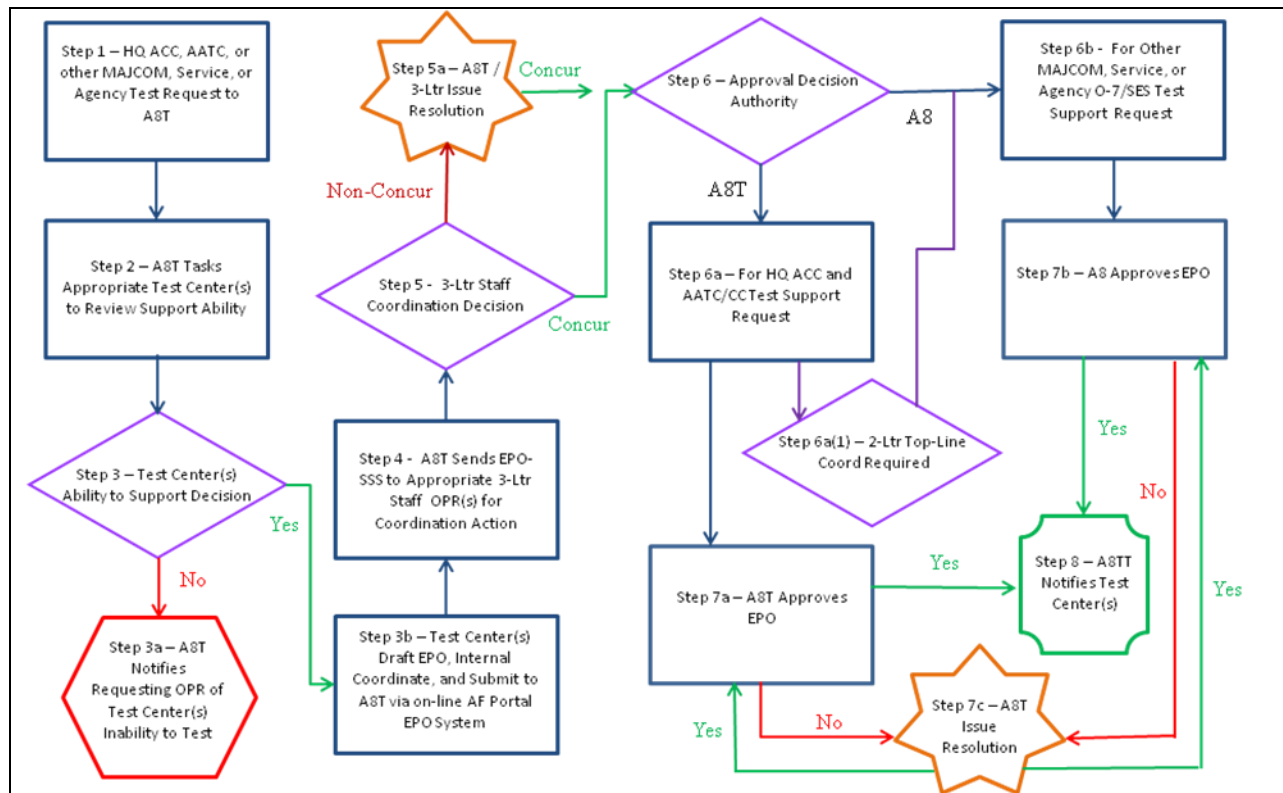 Step 1 – HQ ACC, AATC, or
other MAJCOM, Service, or
Agency Test Request to
A8T
Step 2 – A8T Tasks
Appropriate Test Center(s)
to Review Support Ability
Step 3 – Test Center(s)
Ability to Support Decision
Yes
No
Step 3a – A8T
Notifies
Requesting OPR of
Test Center(s)
Inability to Test
Step 3b – Test Center(s)
Draft EPO, Internal
Coordinate, and Submit to
A8T via on-line AF Portal
EPO System
Step 4 - A8T Sends EPO-
SSS to Appropriate 3-Ltr
Staff OPR(s) for
Coordination Action
Step 5 - 3-Ltr Staff
Coordination Decision
Non-Concur
Concur
Step 5a – A8T /
3-Ltr Issue
Resolution
Concur
Step 6 – Approval Decision
Authority
A8
A8T
Step 6a – For HQ ACC and
AATC/CC Test Support
Request
Step 6a(1) – 2-Ltr Top-Line
Coord Required
Step 6b - For Other
MAJCOM, Service, or
Agency O-7/SES Test
Support Request
Step 7b – A8 Approves EPO
Yes
No
Yes
Step 7a – A8T Approves
EPO
Yes
No
Yes
Step 7c – A8T
Issue
Resolution
Step 8 – A8TT
Notifies Test
Center(s)